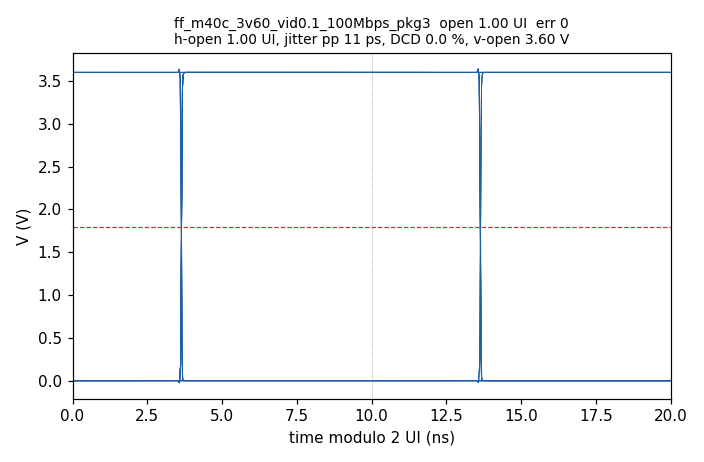 ff_m40c_3v60_vid0.1_100Mbps_pkg3  open 1.00 UI  err 0
h-open 1.00 UI, jitter pp 11 ps, DCD 0.0 %, v-open 3.60 V
3.5
3.0
2.5
2.0
1.5
1.0
0.5
0.0
V (V)
0.0 2.5 5.0 7.5 10.0 12.5 15.0 17.5 20.0
time modulo 2 UI (ns)